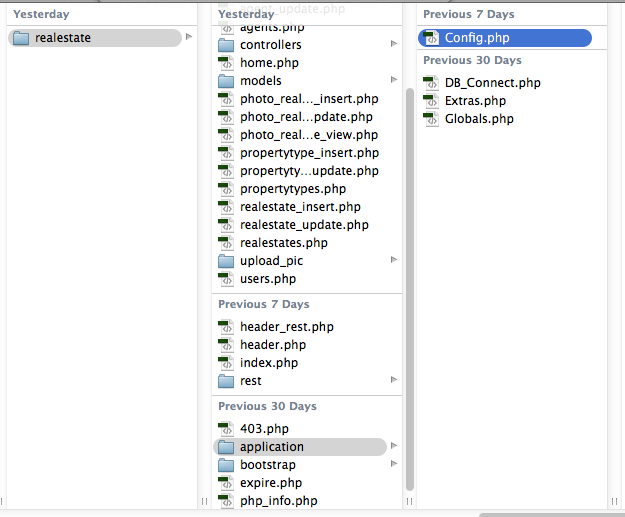 Yesterday
realestate
Yesterday
agent_update.php
agents.php
controllers
home.php
models
photo_real..._insert.php
photo_real...pdate.php
photo_real...e_view.php
propertytype_insert.php
propertyty...update.php
propertytypes.php
realestate_insert.php
realestate_update.php
realestates.php
upload_pic
users.php
Previous 7 Days
header_rest.php
header.php
index.php
rest
Previous 30 Days
403.php
application
bootstrap
expire.php
php_info.php
Previous 7 Days
Config.php
Previous 30 Days
DB_Connect.php
Extras.php
Globals.php